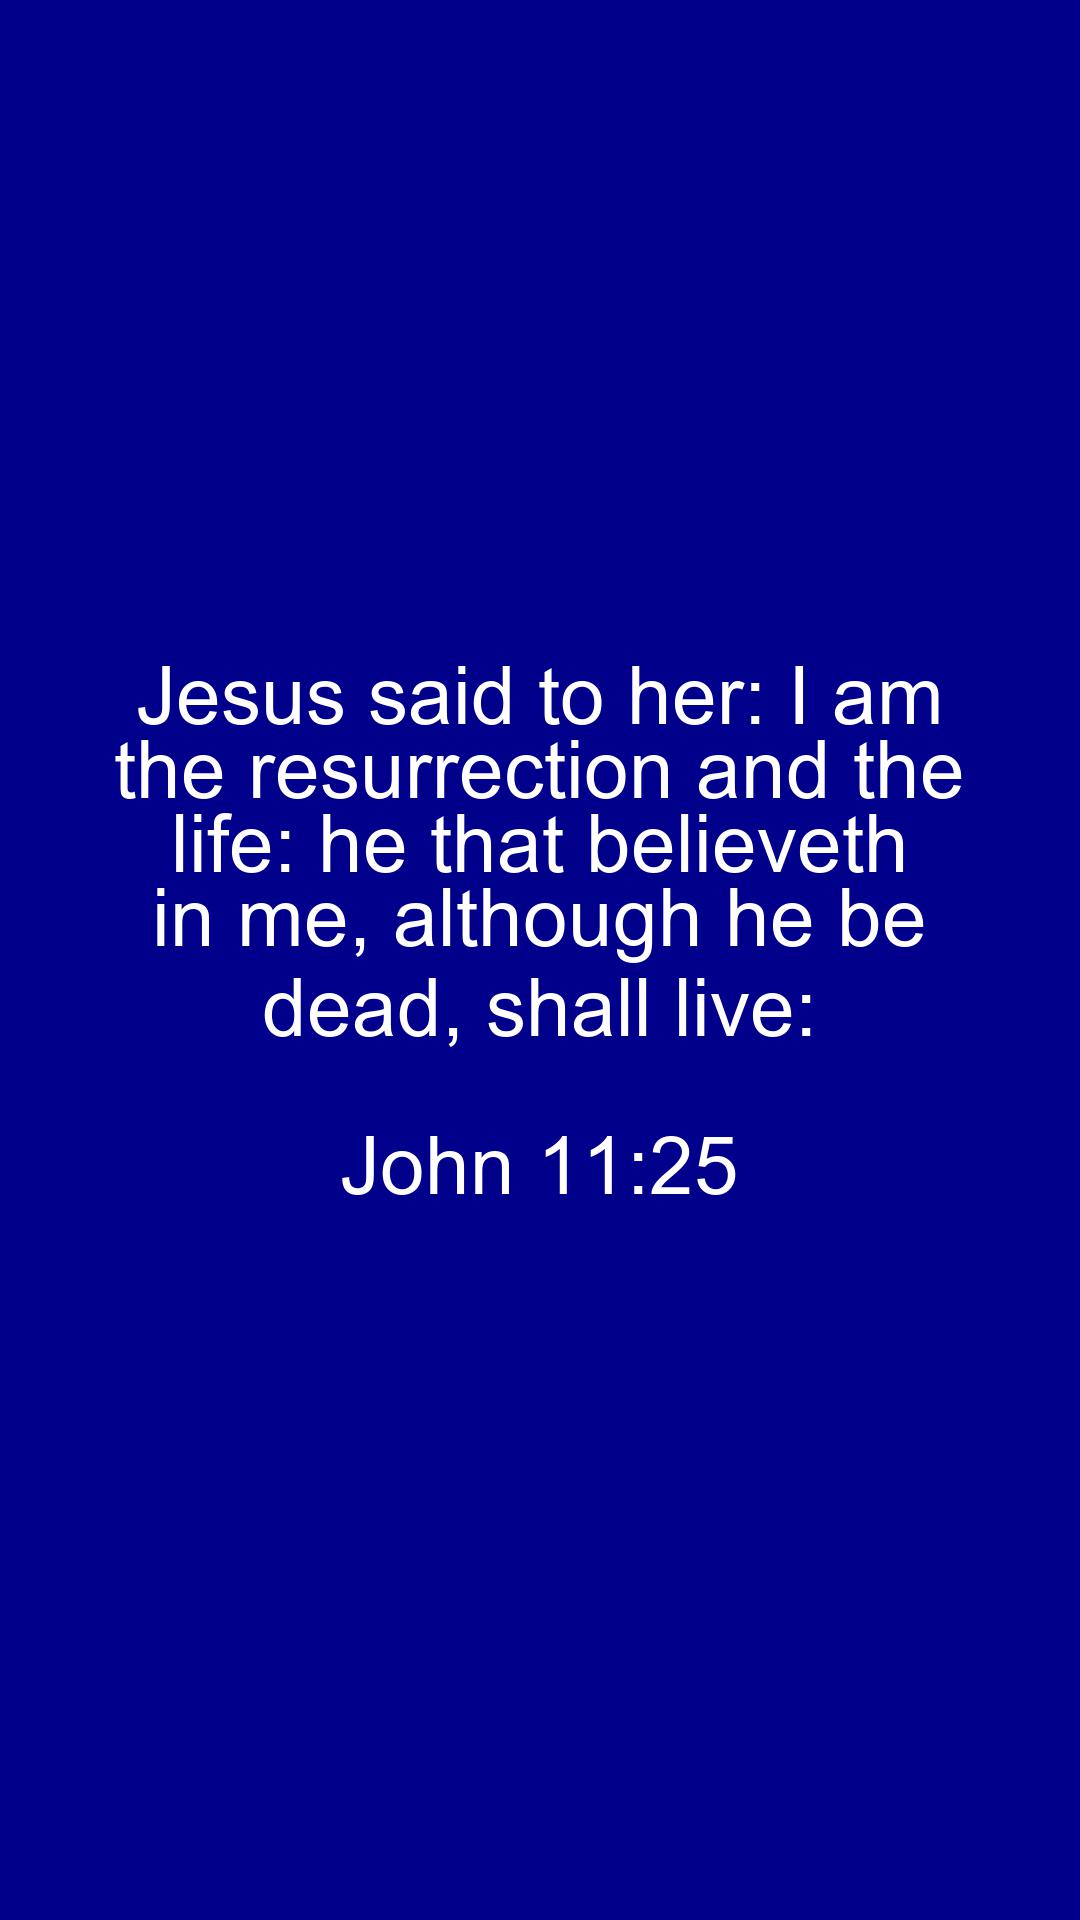 Jesus said to her: I am
the resurrection and the
life: he that believeth
in me, although he be
dead, shall live:
John 11:25